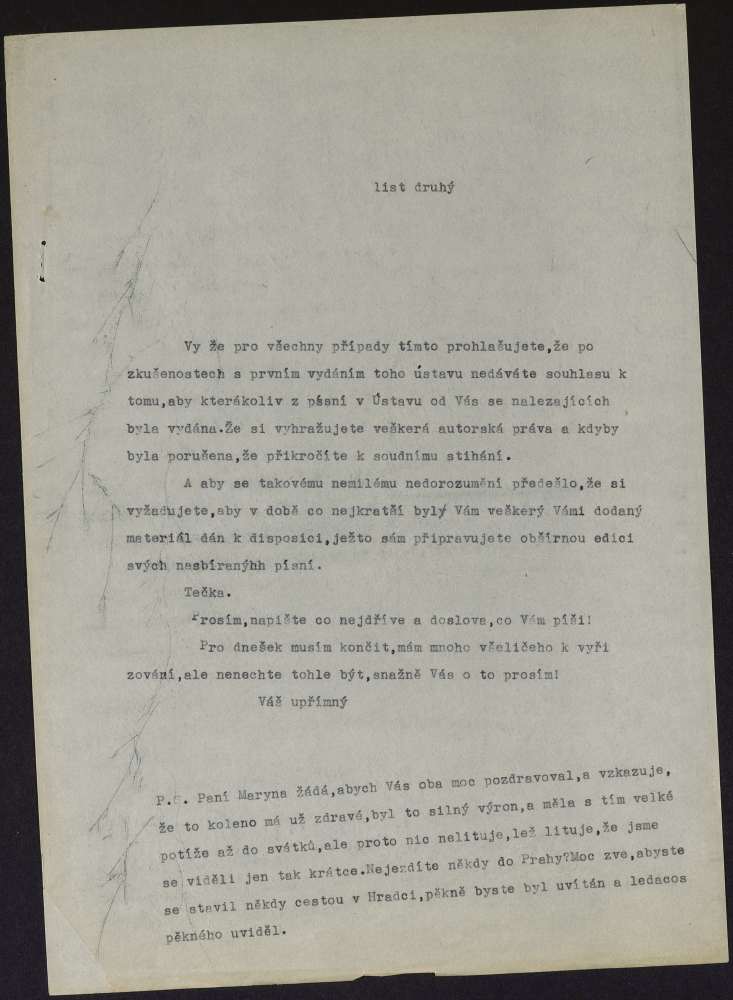 list druhý
Vy že pro všechny případy tímto prohlašujete,že po
zkušenostech s prvním vydáním toho ústavu nedáváte souhlasu k
tomu,aby kterákoliv z písní v Ústavu od Vás se nalezajících
byla vydána.Že si vyhražujete veškerá autorská práva a kdyby
byla porušena,že přikročíte k soudnímu stihání.
A aby se takovému nemilému nedorozumění předešlo,že si
vyžadujete,aby v době co nejkratší byly Vám veškerý Vámi dodaný
materiál dán k disposici,ježto sám připravujete obšírnou edici
svých nasbíranýhh písní.
Tečka.
Prosím,napište co nejdříve a doslova,co Vám píši!
Pro dnešek musím končit,mám mnoho všeličeho k vyři
zování,ale nenechte tohle být,snažně Vás o to prosím!
Váš upřímný
P.S. Paní Maryna žádá,abych Vás oba moc pozdravoval,a vzkazuje,
že to koleno má už zdravé,byl to silný výron,a měla s tím velké
potíže až do svátků,ale proto nic nelituje,lež lituje,že jsme
se viděli jen tak krátce.Nejezdíte někdy do Prahy?Moc zve,abyste
se stavil někdy cestou v Hradci,pěkně byste byl uvítán a ledacos
pěkného uviděl.